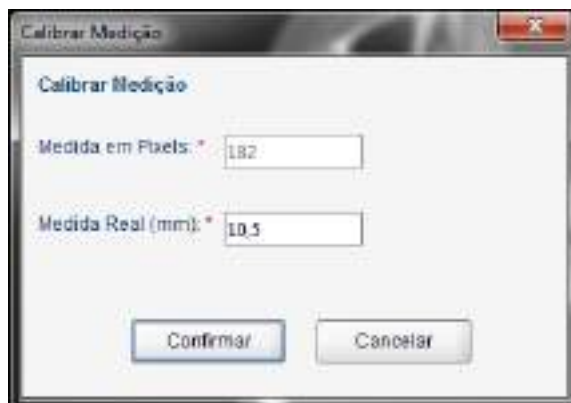 Calibrar Medição
Calibrar Medição
Medida em Pixels: * 182
Medida Real (mm): * 10,5
Confirmar Cancelar